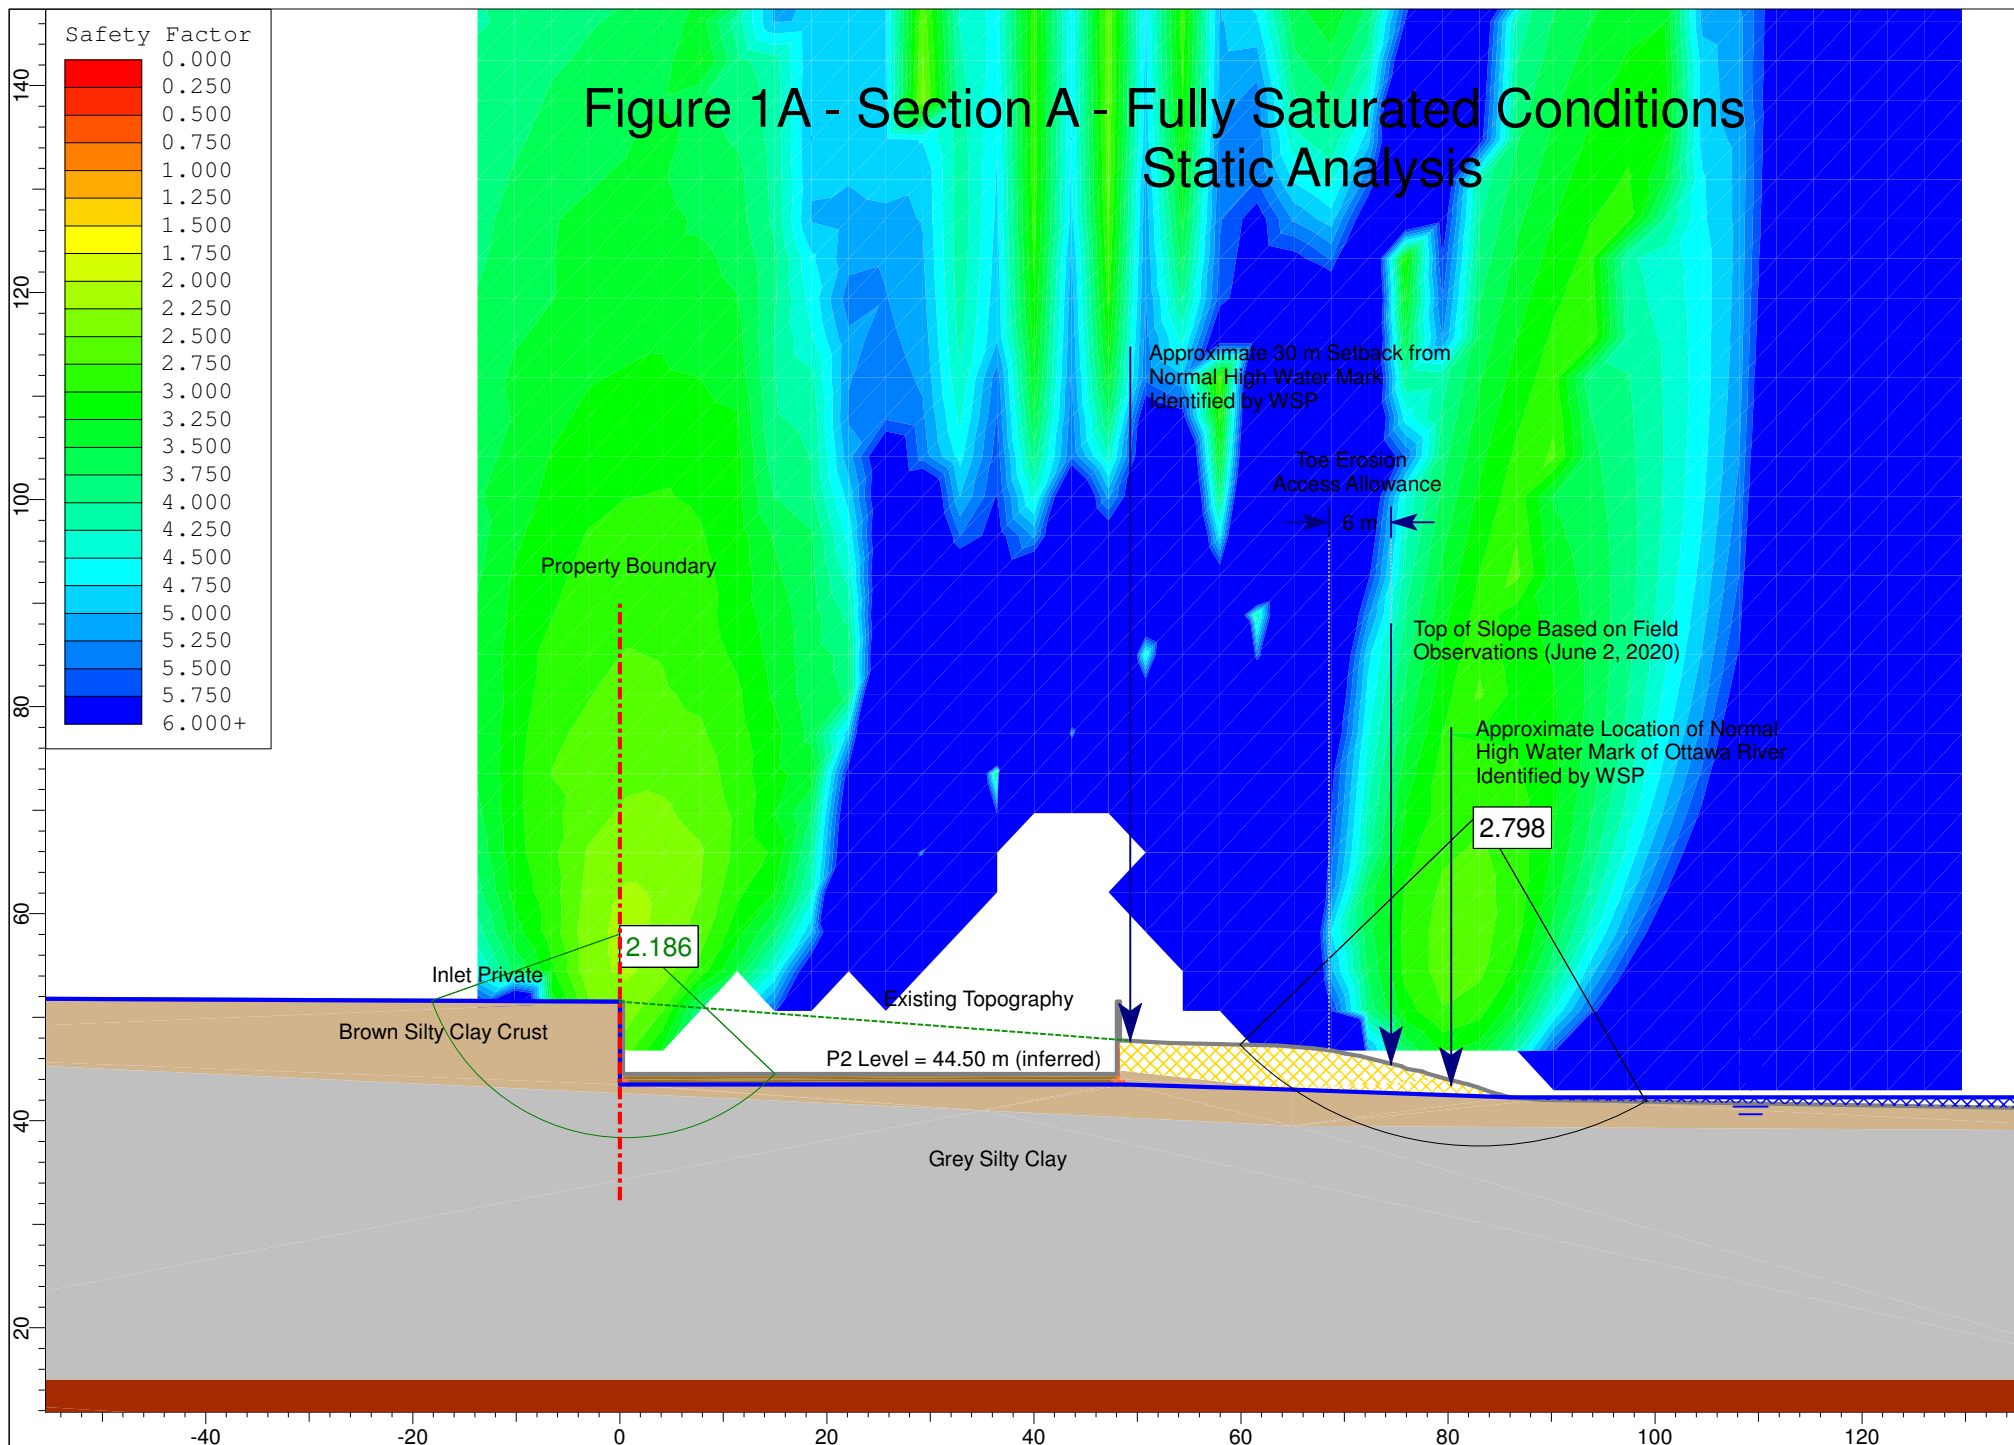 Safety Factor
0.000
0.250
0.500
0.750
1.000
1.250
1.500
1.750
2.000
2.250
2.500
2.750
3.000
3.250
3.500
3.750
4.000
4.250
4.500
4.750
5.000
5.250
5.500
5.750
6.000+
Figure 1A - Section A - Fully Saturated Conditions
Static Analysis
Approximate 30 m Setback from
Normal High Water Mark
Identified by WSP
Toe Erosion
Access Allowance
6 m
Property Boundary
Top of Slope Based on Field
Observations (June 2, 2020)
Approximate Location of Normal
High Water Mark of Ottawa River
Identified by WSP
2.798
2.186
Inlet Private
Existing Topography
Brown Silty Clay Crust
P2 Level = 44.50 m (inferred)
Grey Silty Clay
140
120
100
80
60
40
20
-40
-20
0
20
40
60
80
100
120